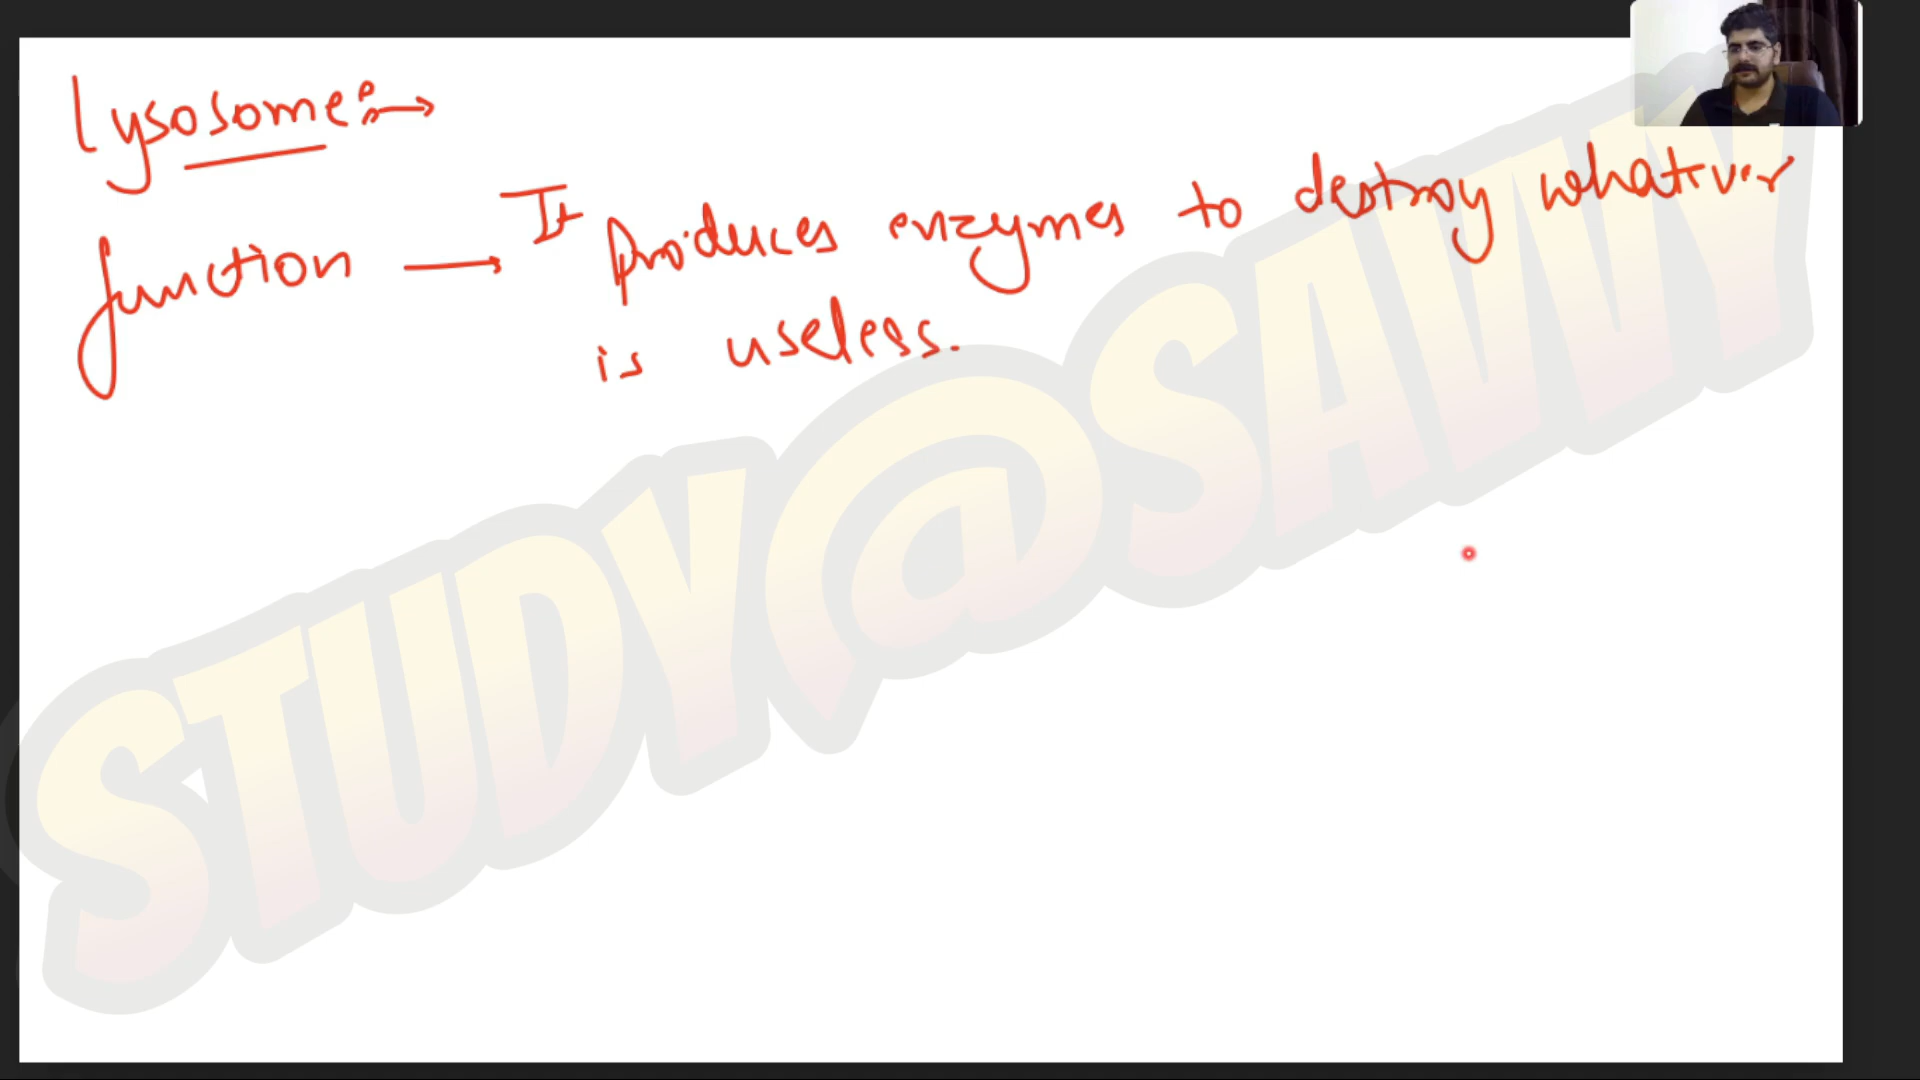 Lysosome:→
function → It produces enzymes to destroy whatever
is useless.
STUDY@SAVVY